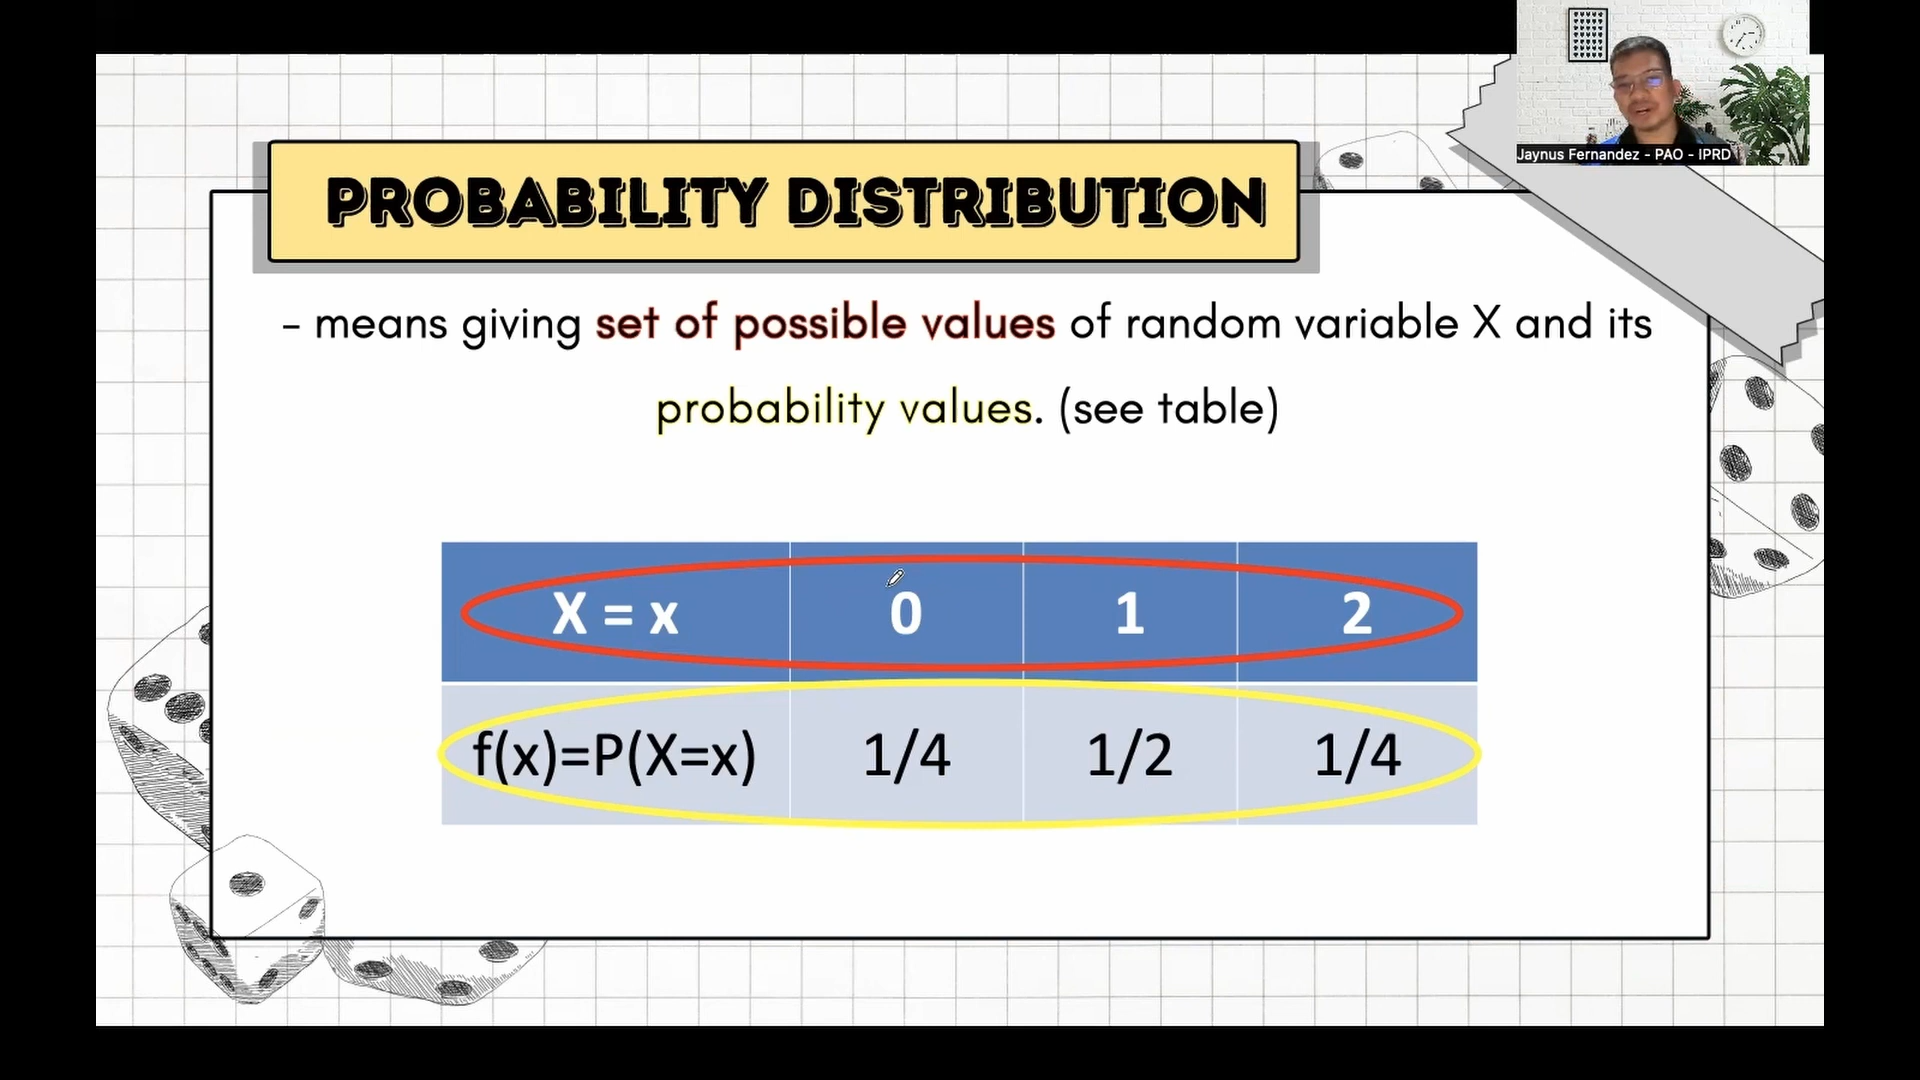 Jaynus Fernandez - PAO - IPRD
PROBABILITY DISTRIBUTION
- means giving set of possible values of random variable X and its
probability values. (see table)
X = x 0 1 2
f(x)=P(X=x) 1/4 1/2 1/4